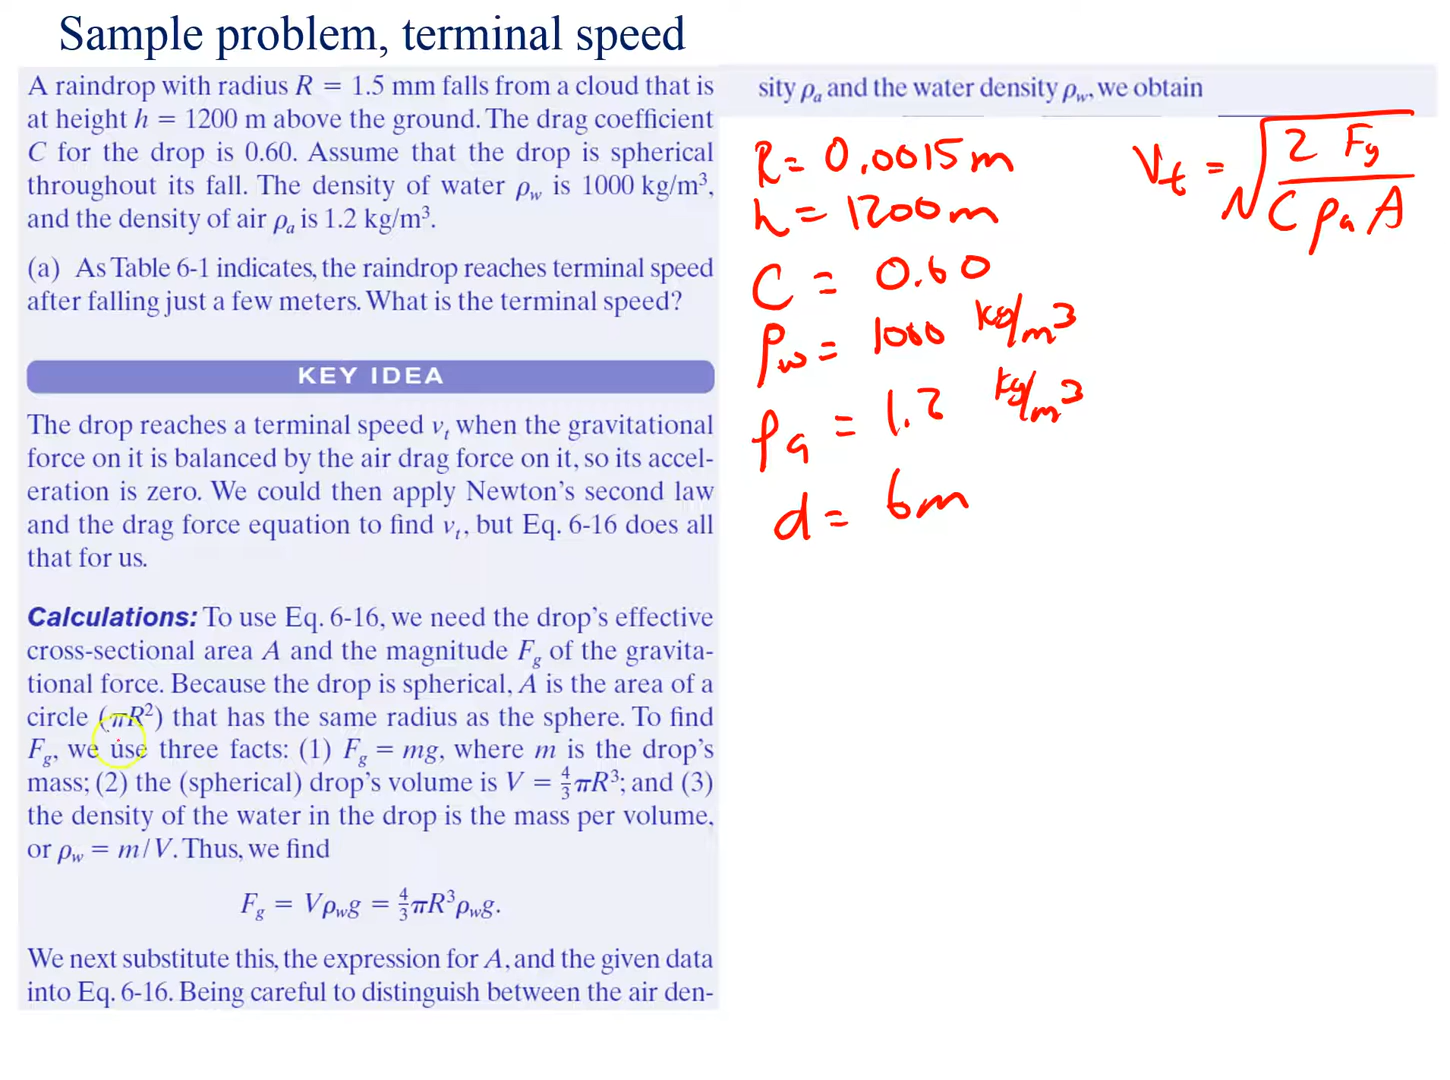 Sample problem, terminal speed
A raindrop with radius R = 1.5 mm falls from a cloud that is
at height h = 1200 m above the ground. The drag coefficient
C for the drop is 0.60. Assume that the drop is spherical
throughout its fall. The density of water ρw is 1000 kg/m³,
and the density of air ρa is 1.2 kg/m³.
(a) As Table 6-1 indicates, the raindrop reaches terminal speed
after falling just a few meters. What is the terminal speed?
KEY IDEA
The drop reaches a terminal speed vt when the gravitational
force on it is balanced by the air drag force on it, so its accel-
eration is zero. We could then apply Newton's second law
and the drag force equation to find vt, but Eq. 6-16 does all
that for us.
Calculations: To use Eq. 6-16, we need the drop's effective
cross-sectional area A and the magnitude Fg of the gravita-
tional force. Because the drop is spherical, A is the area of a
circle (πR²) that has the same radius as the sphere. To find
Fg, we use three facts: (1) Fg = mg, where m is the drop's
mass; (2) the (spherical) drop's volume is V = 4/3πR³; and (3)
the density of the water in the drop is the mass per volume,
or ρw = m/V. Thus, we find
Fg = Vρwg = 4/3πR³ρwg.
We next substitute this, the expression for A, and the given data
into Eq. 6-16. Being careful to distinguish between the air den-
sity ρa and the water density ρw, we obtain
R = 0.0015 m
h = 1200 m
C = 0.60
ρw = 1000 kg/m³
ρa = 1.2 kg/m³
d = 6m
Vt = √(2 Fg / C ρa A)